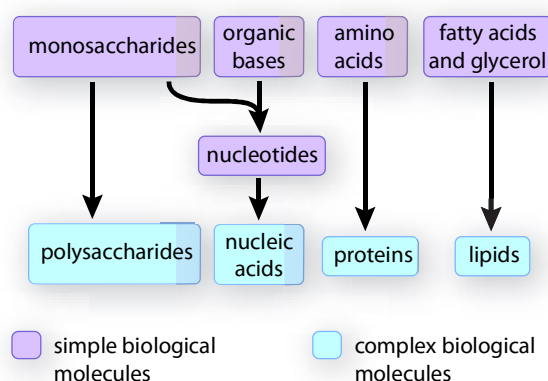 monosaccharides
organic
bases
amino
acids
fatty acids
and glycerol
nucleotides
polysaccharides
nucleic
acids
proteins
lipids
simple biological
molecules
complex biological
molecules